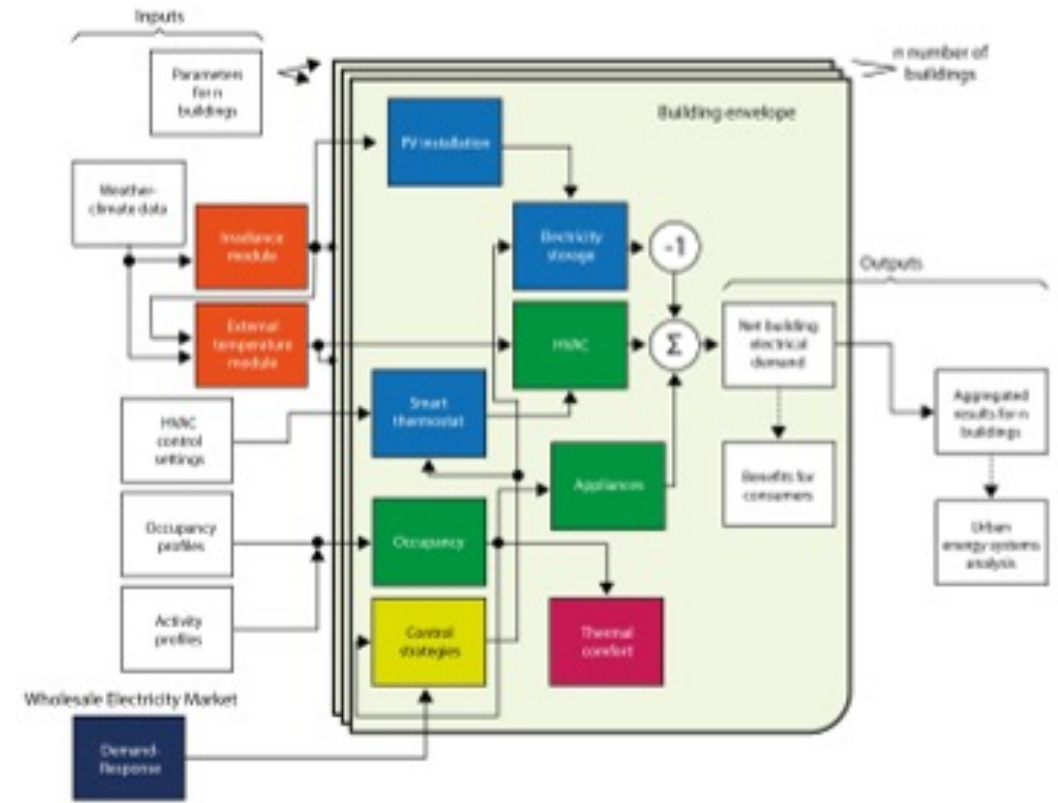 Inputs
Parameters
for n
buildings
n number of
buildings
Building envelope
PV installation
Weather-
climate data
Irradiance
module
Electricity
storage
-1
Outputs
External
temperature
module
HVAC
Σ
Net building
electrical
demand
Smart
thermostat
Aggregated
results for n
buildings
HVAC
control
settings
Appliances
Benefits for
consumers
Occupancy
profiles
Occupancy
Urban
energy systems
analysis
Activity
profiles
Control
strategies
Thermal
comfort
Wholesale Electricity Market
Demand-
Response